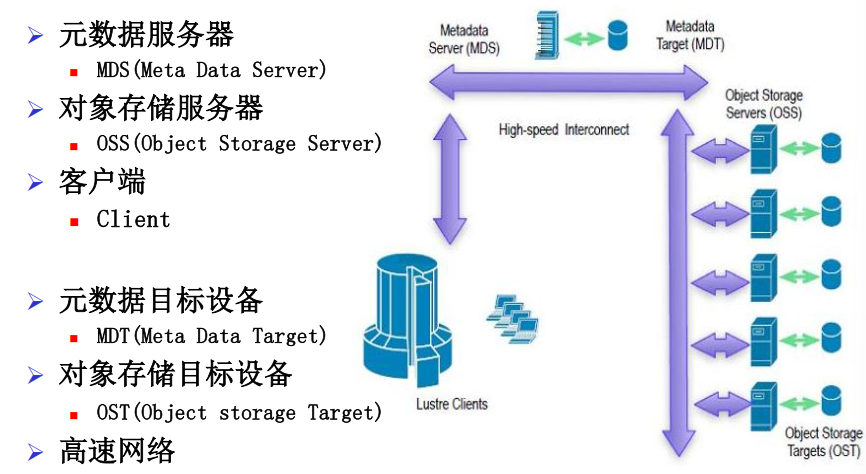 元数据服务器
MDS(Meta Data Server)
对象存储服务器
OSS(Object Storage Server)
客户端
Client
元数据目标设备
MDT(Meta Data Target)
对象存储目标设备
OST(Object storage Target)
高速网络
Metadata
Server (MDS)
Metadata
Target (MDT)
High-speed Interconnect
Object Storage
Servers (OSS)
Lustre Clients
Object Storage
Targets (OST)